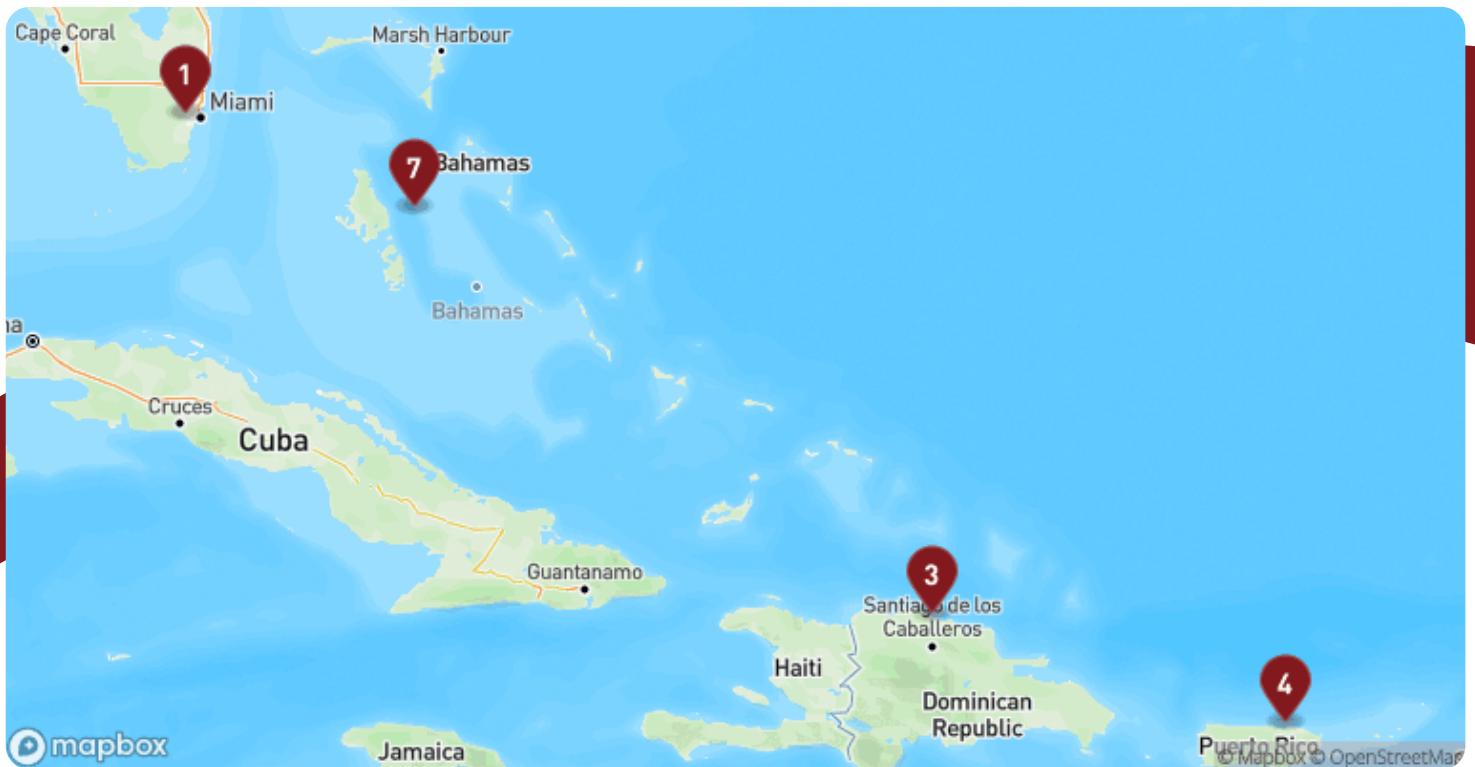 Cape Coral
Marsh Harbour
1
Miami
7
Bahamas
Bahamas
na
Cruces
Cuba
Guantanamo
3
Santiago de los
Caballeros
Haiti
4
Dominican
Republic
Puerto Rico
mapbox
Jamaica
© Mapbox © OpenStreetMap